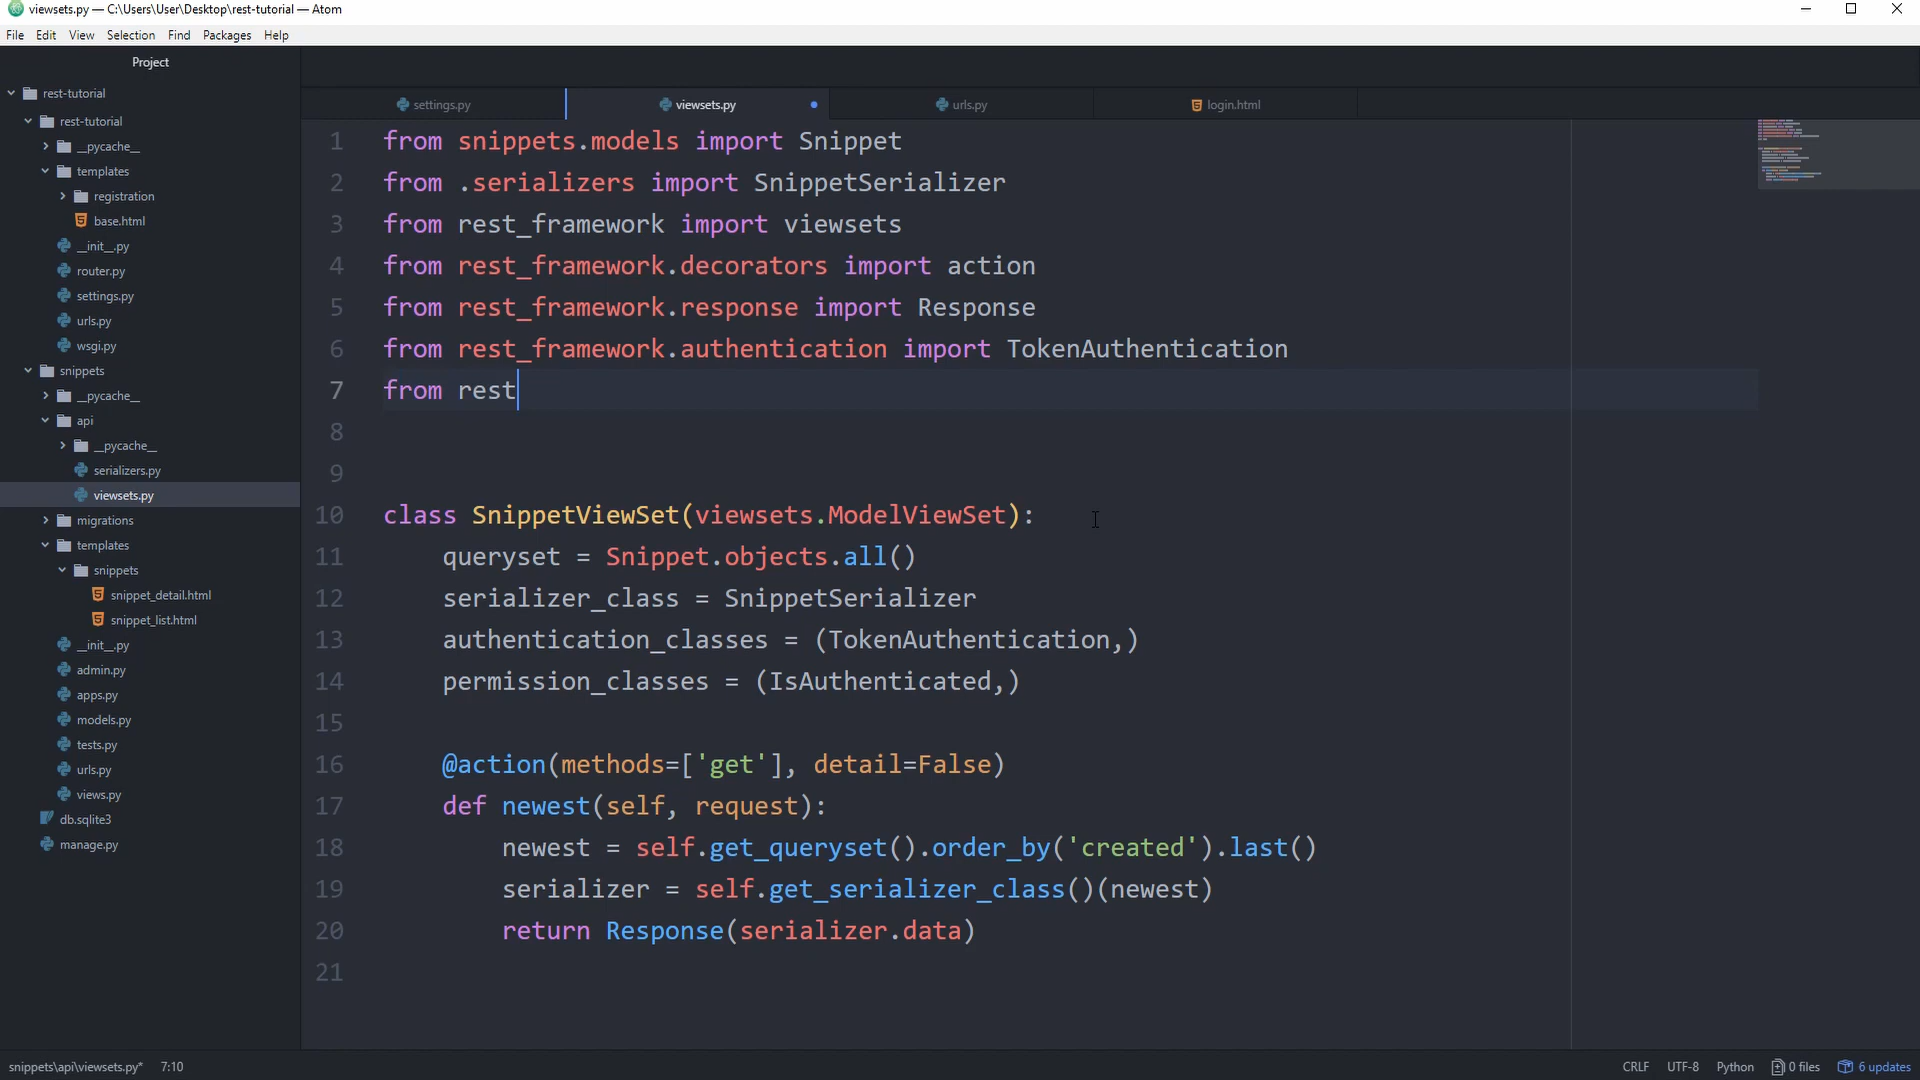 viewsets.py — C:\Users\User\Desktop\rest-tutorial — Atom
File Edit View Selection Find Packages Help
Project
rest-tutorial
rest-tutorial
__pycache__
templates
registration
base.html
__init__.py
router.py
settings.py
urls.py
wsgi.py
snippets
__pycache__
api
__pycache__
serializers.py
viewsets.py
migrations
templates
snippets
snippet_detail.html
snippet_list.html
__init__.py
admin.py
apps.py
models.py
tests.py
urls.py
views.py
db.sqlite3
manage.py
settings.py viewsets.py urls.py login.html
1 from snippets.models import Snippet
2 from .serializers import SnippetSerializer
3 from rest_framework import viewsets
4 from rest_framework.decorators import action
5 from rest_framework.response import Response
6 from rest_framework.authentication import TokenAuthentication
7 from rest
8
9
10 class SnippetViewSet(viewsets.ModelViewSet):
11 queryset = Snippet.objects.all()
12 serializer_class = SnippetSerializer
13 authentication_classes = (TokenAuthentication,)
14 permission_classes = (IsAuthenticated,)
15
16 @action(methods=['get'], detail=False)
17 def newest(self, request):
18 newest = self.get_queryset().order_by('created').last()
19 serializer = self.get_serializer_class()(newest)
20 return Response(serializer.data)
21
snippets\api\viewsets.py* 7:10 CRLF UTF-8 Python 0 files 6 updates